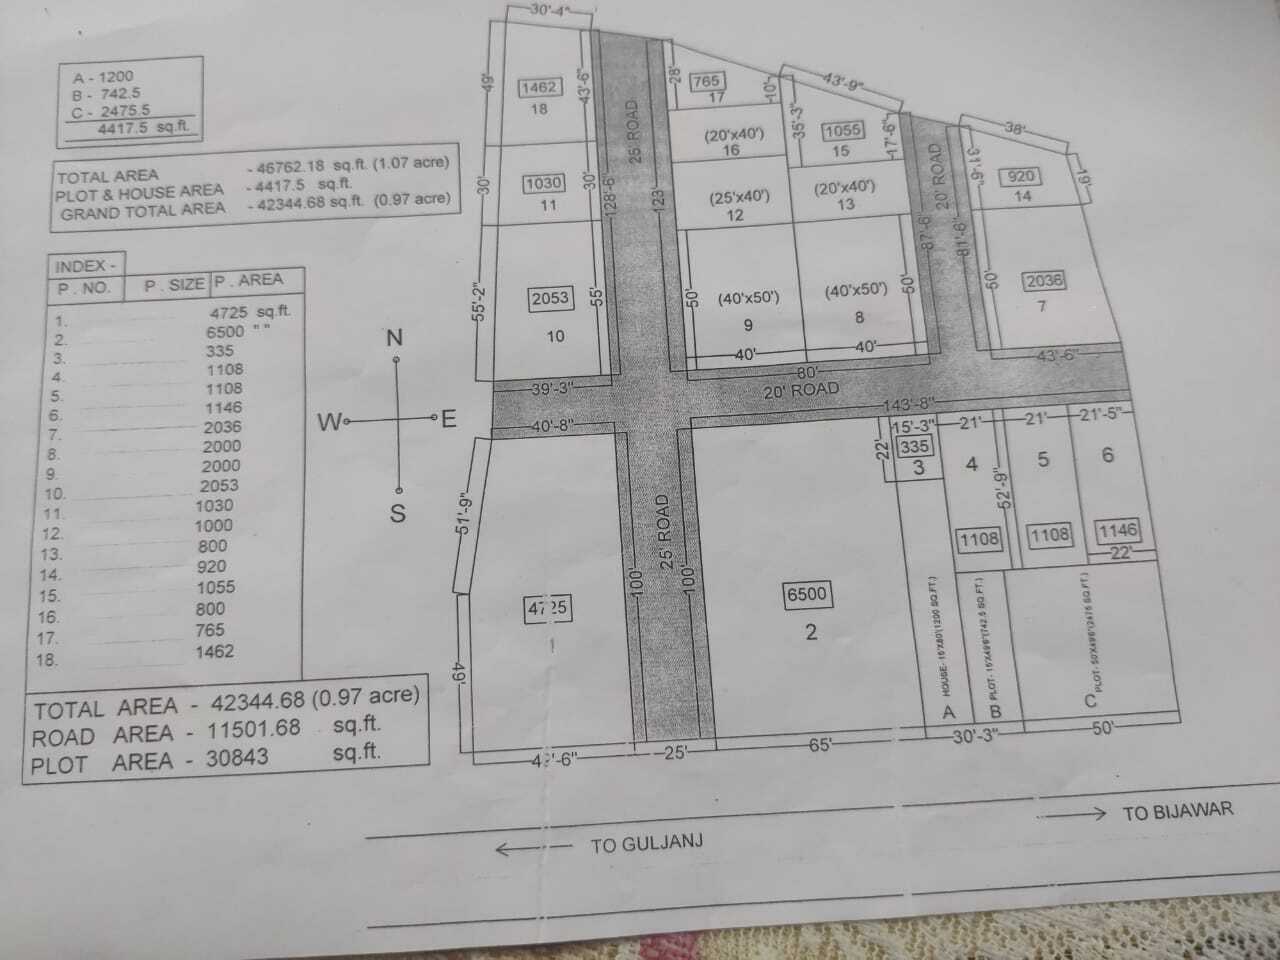 A - 1200
B - 742.5
C - 2475.5
4417.5 sq.ft.
TOTAL AREA - 46762.18 sq.ft. (1.07 acre)
PLOT & HOUSE AREA - 4417.5 sq.ft.
GRAND TOTAL AREA - 42344.68 sq.ft. (0.97 acre)
INDEX -
P . NO. P . SIZE P . AREA
1. 4725 sq.ft.
2. 6500 " "
3. 335
4. 1108
5. 1108
6. 1146
7. 2036
8. 2000
9. 2000
10. 2053
11. 1030
12. 1000
13. 800
14. 920
15. 1055
16. 800
17. 765
18. 1462
TOTAL AREA - 42344.68 (0.97 acre)
ROAD AREA - 11501.68 sq.ft.
PLOT AREA - 30843 sq.ft.
N
W E
S
30'-4"
49'
1462
18
43'-6"
25' ROAD
28'
765
17
10'
43'-9"
35'-3"
1055
15
17'-6"
20' ROAD
38'
31'-6"
920
14
19'
30'
1030
11
30'
128'-6"
123'
(20'x40')
16
(25'x40')
12
(20'x40')
13
87'-6"
81'-6"
55'-2"
2053
10
55'
50'
(40'x50')
9
40'
(40'x50')
8
40'
50'
50'
2036
7
43'-6"
39'-3"
80'
20' ROAD
143'-8"
40'-8"
51'-9"
49'
4725
1
100'
25' ROAD
100'
6500
2
22'
15'-3"
335
3
21'
4
1108
52'-9"
21'
5
1108
21'-5"
6
1146
22'
HOUSE- 15'X80'(1200 SQ.FT.)
A
PLOT- 15'X49'6"(742.5 SQ.FT.)
B
PLOT- 50'X49'6"(2475 SQ.FT.)
C
25'
65'
30'-3"
50'
TO GULJANJ
TO BIJAWAR